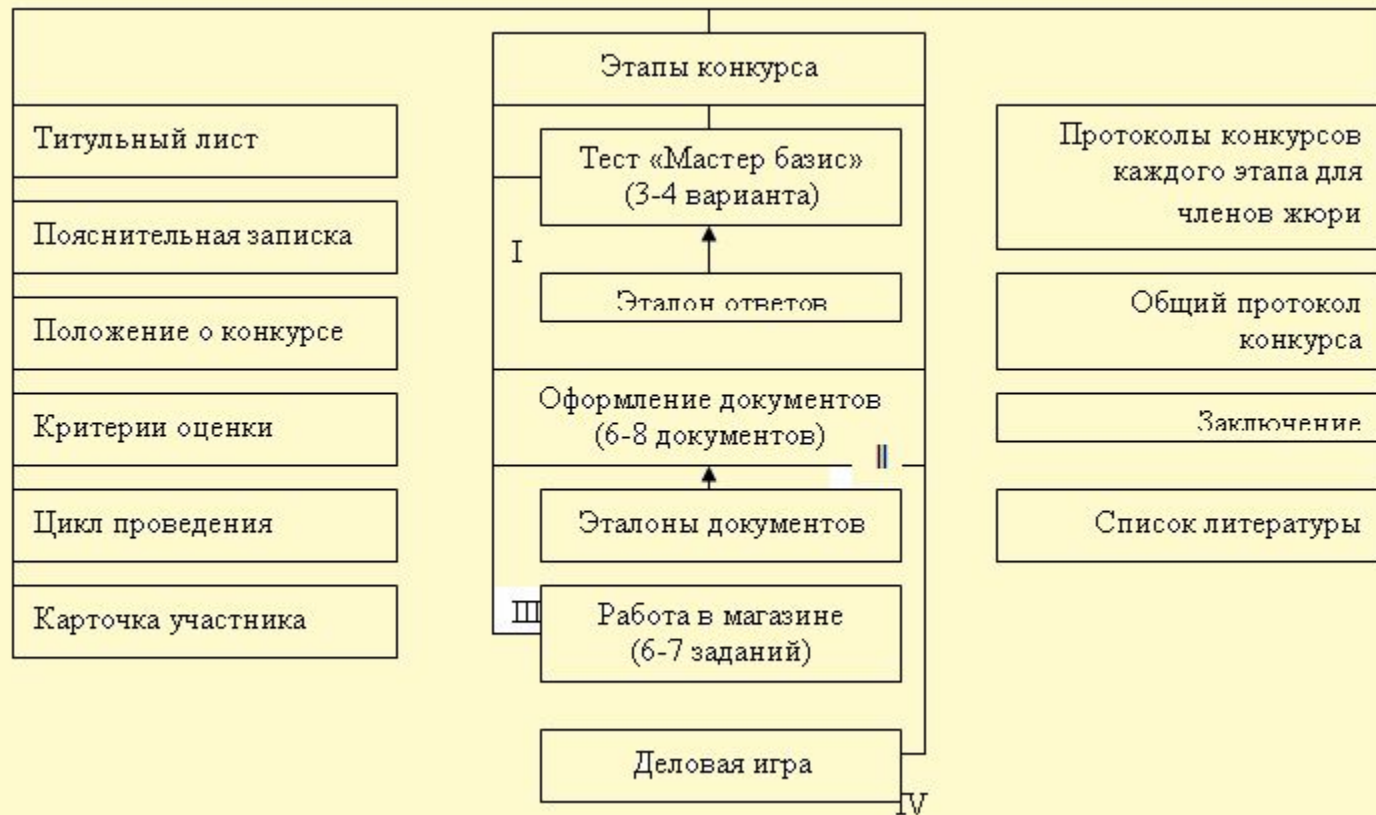 Этапы конкурса
Титульный лист
Пояснительная записка
Положение о конкурсе
Критерии оценки
Цикл проведения
Карточка участника
Тест «Мастер базис»
(3-4 варианта)
I
Эталон ответов
Оформление документов
(6-8 документов)
II
Эталоны документов
III
Работа в магазине
(6-7 заданий)
Деловая игра
IV
Протоколы конкурсов
каждого этапа для
членов жюри
Общий протокол
конкурса
Заключение
Список литературы